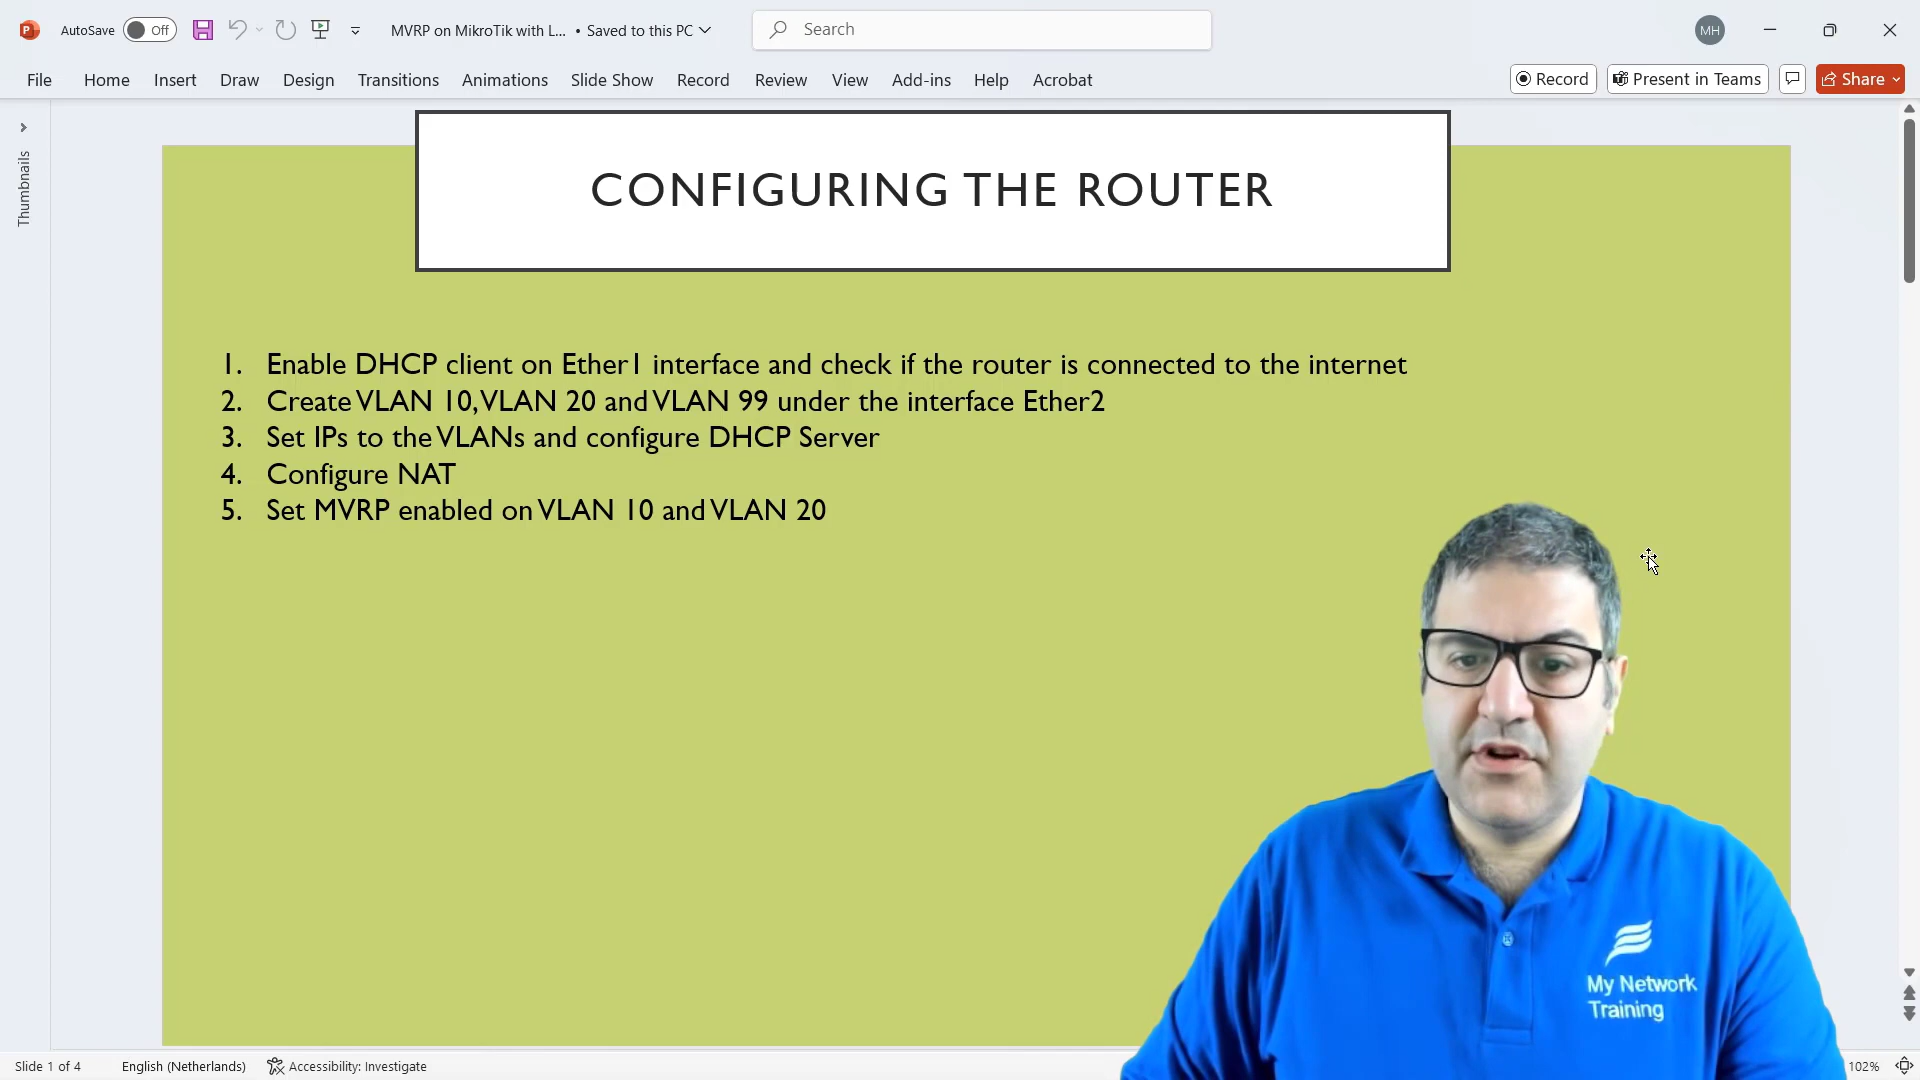 AutoSave Off MVRP on MikroTik with L... • Saved to this PC Search MH
File Home Insert Draw Design Transitions Animations Slide Show Record Review View Add-ins Help Acrobat Record Present in Teams Share
Thumbnails
CONFIGURING THE ROUTER
1. Enable DHCP client on Ether1 interface and check if the router is connected to the internet
2. Create VLAN 10, VLAN 20 and VLAN 99 under the interface Ether2
3. Set IPs to the VLANs and configure DHCP Server
4. Configure NAT
5. Set MVRP enabled on VLAN 10 and VLAN 20
My Network
Training
Slide 1 of 4 English (Netherlands) Accessibility: Investigate 102%